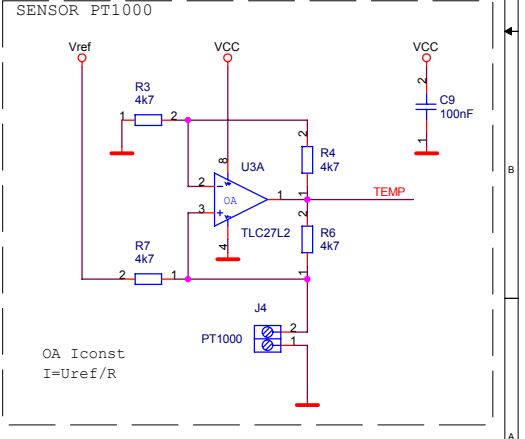 SENSOR PT1000
Vref
VCC
VCC
R3
4k7
1
2
2
C9
100nF
1
B
8
U3A
2
R4
4k7
1
2
-
OA
1
TEMP
3
+
TLC27L2
4
2
R6
4k7
1
R7
4k7
2
1
J4
PT1000
2
1
OA Iconst
I=Uref/R
A